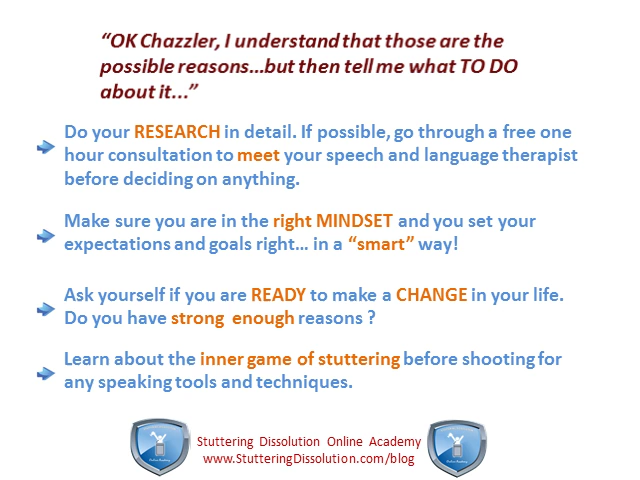 “OK Chazzler, I understand that those are the
possible reasons…but then tell me what TO DO
about it...”
Do your RESEARCH in detail. If possible, go through a free one
hour consultation to meet your speech and language therapist
before deciding on anything.
Make sure you are in the right MINDSET and you set your
expectations and goals right… in a “smart” way!
Ask yourself if you are READY to make a CHANGE in your life.
Do you have strong enough reasons ?
Learn about the inner game of stuttering before shooting for
any speaking tools and techniques.
Stuttering Dissolution Online Academy
www.StutteringDissolution.com/blog